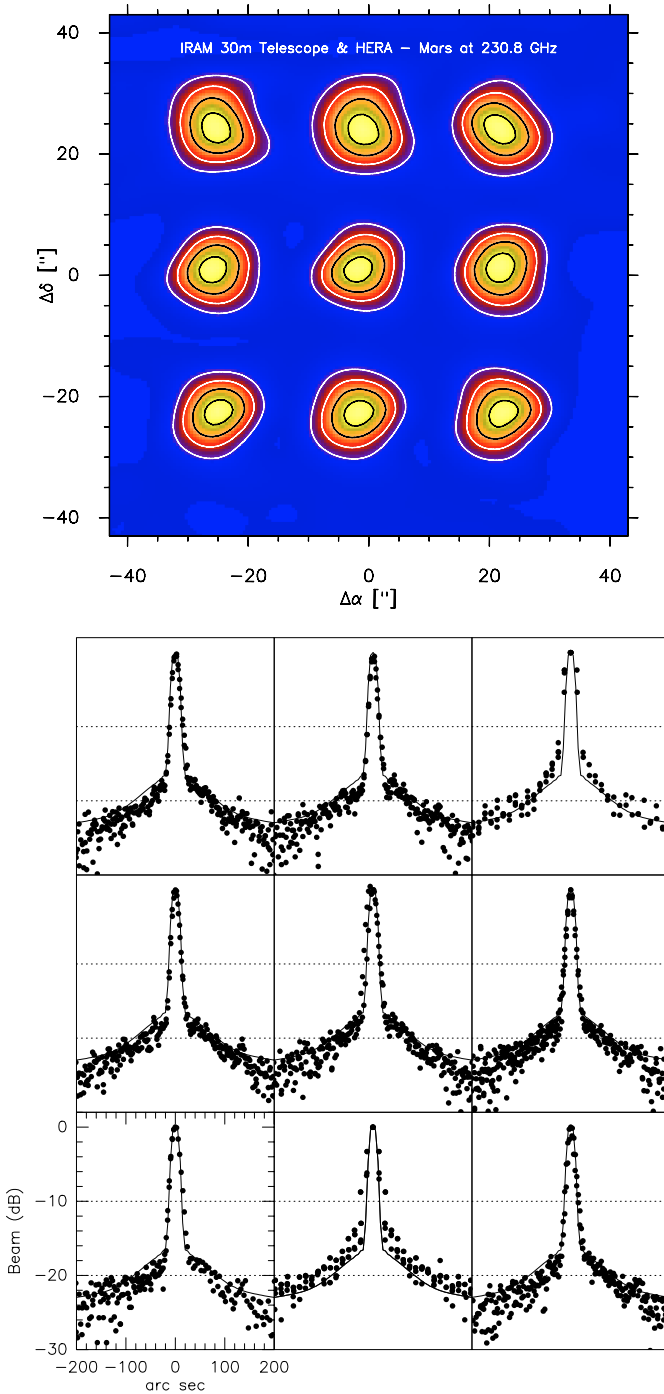 IRAM 30m Telescope & HERA – Mars at 230.8 GHz
40
20
0
−20
−40
Δδ ["]
−40 −20 0 20 40
Δα ["]
0
−10
−20
−30
Beam (dB)
−200 −100 0 100 200
arc sec